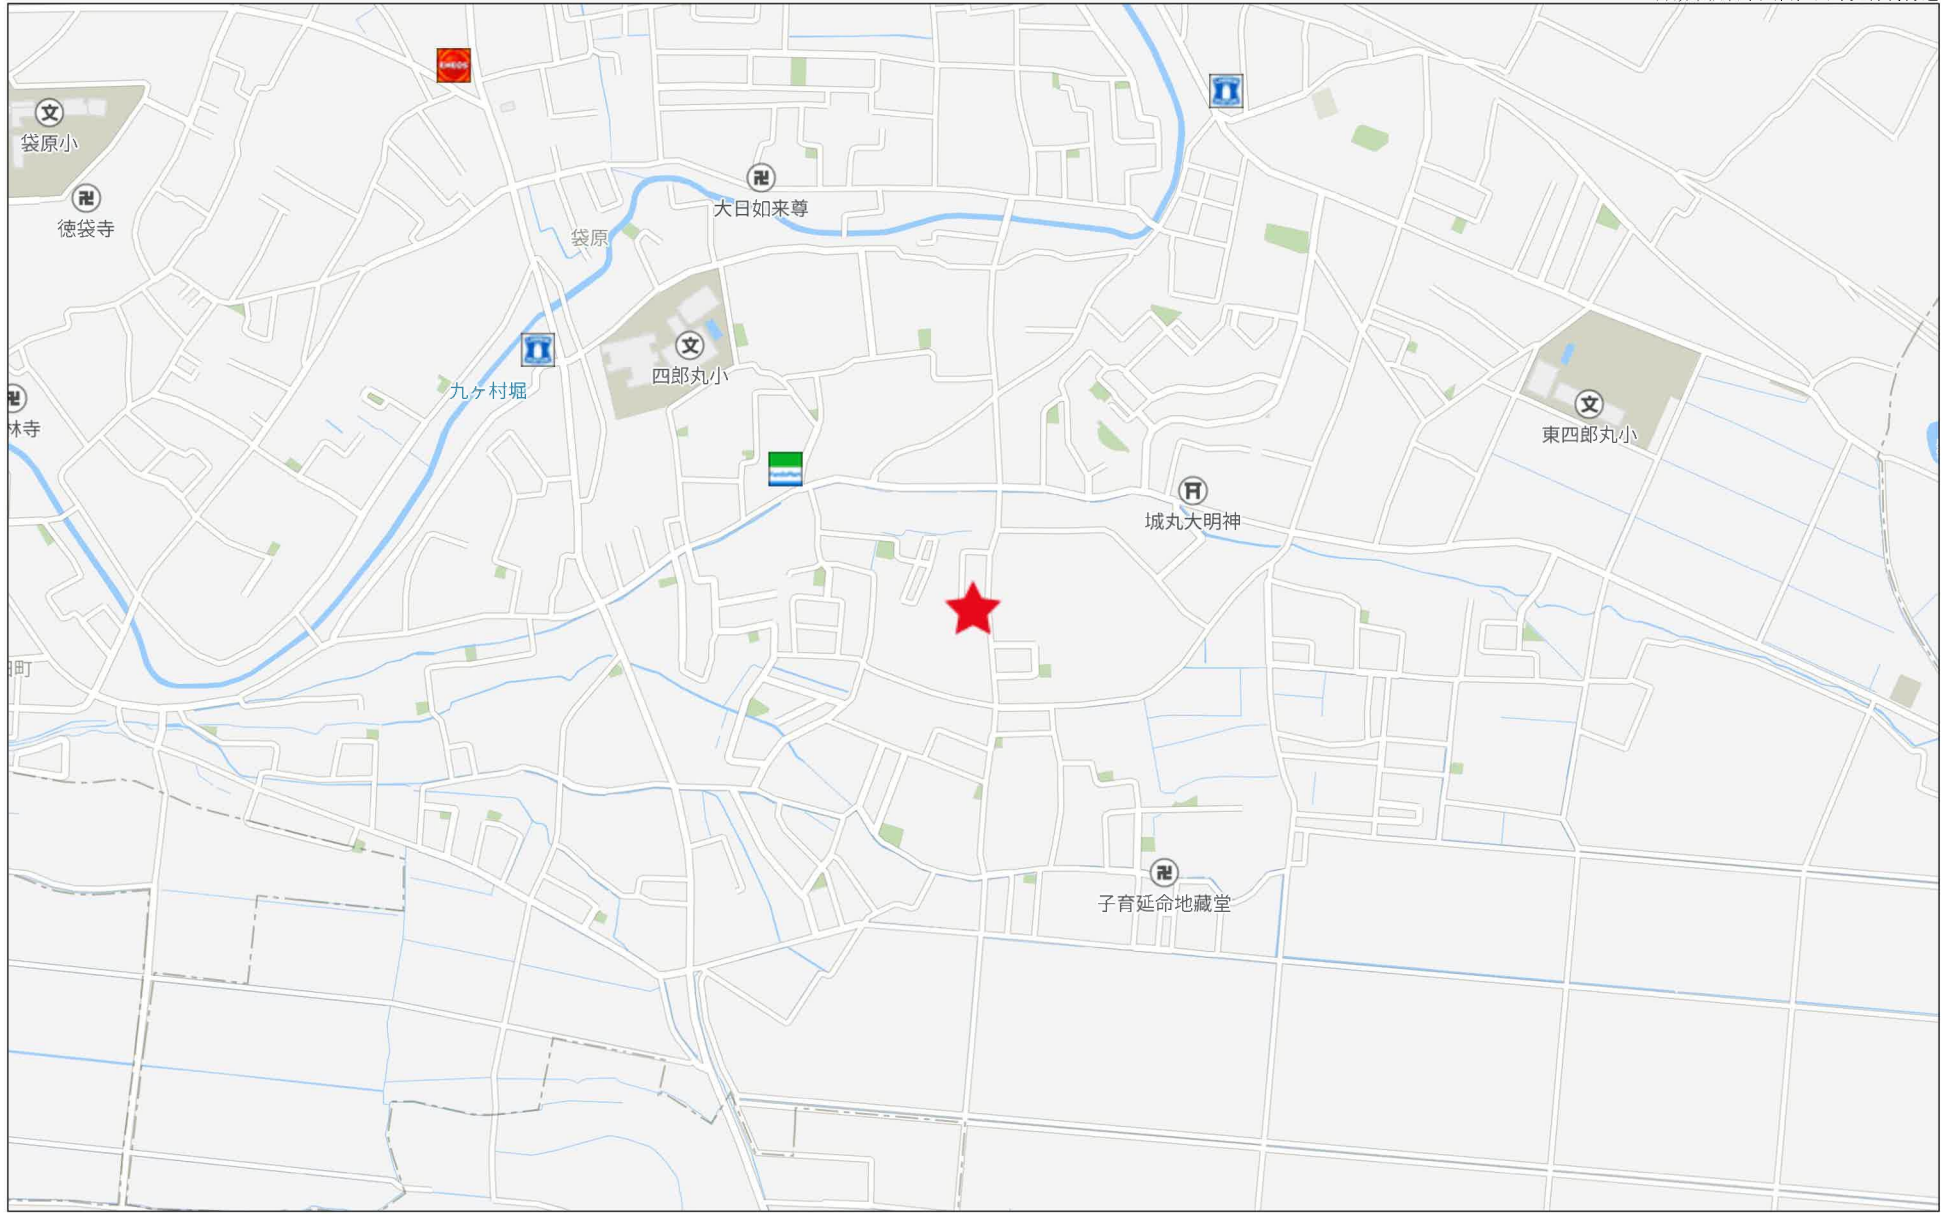 ENEOS
袋原小
徳袋寺
大日如来尊
袋原
四郎丸小
九ヶ村堀
林寺
東四郎丸小
FamilyMart
城丸大明神
町
子育延命地蔵堂